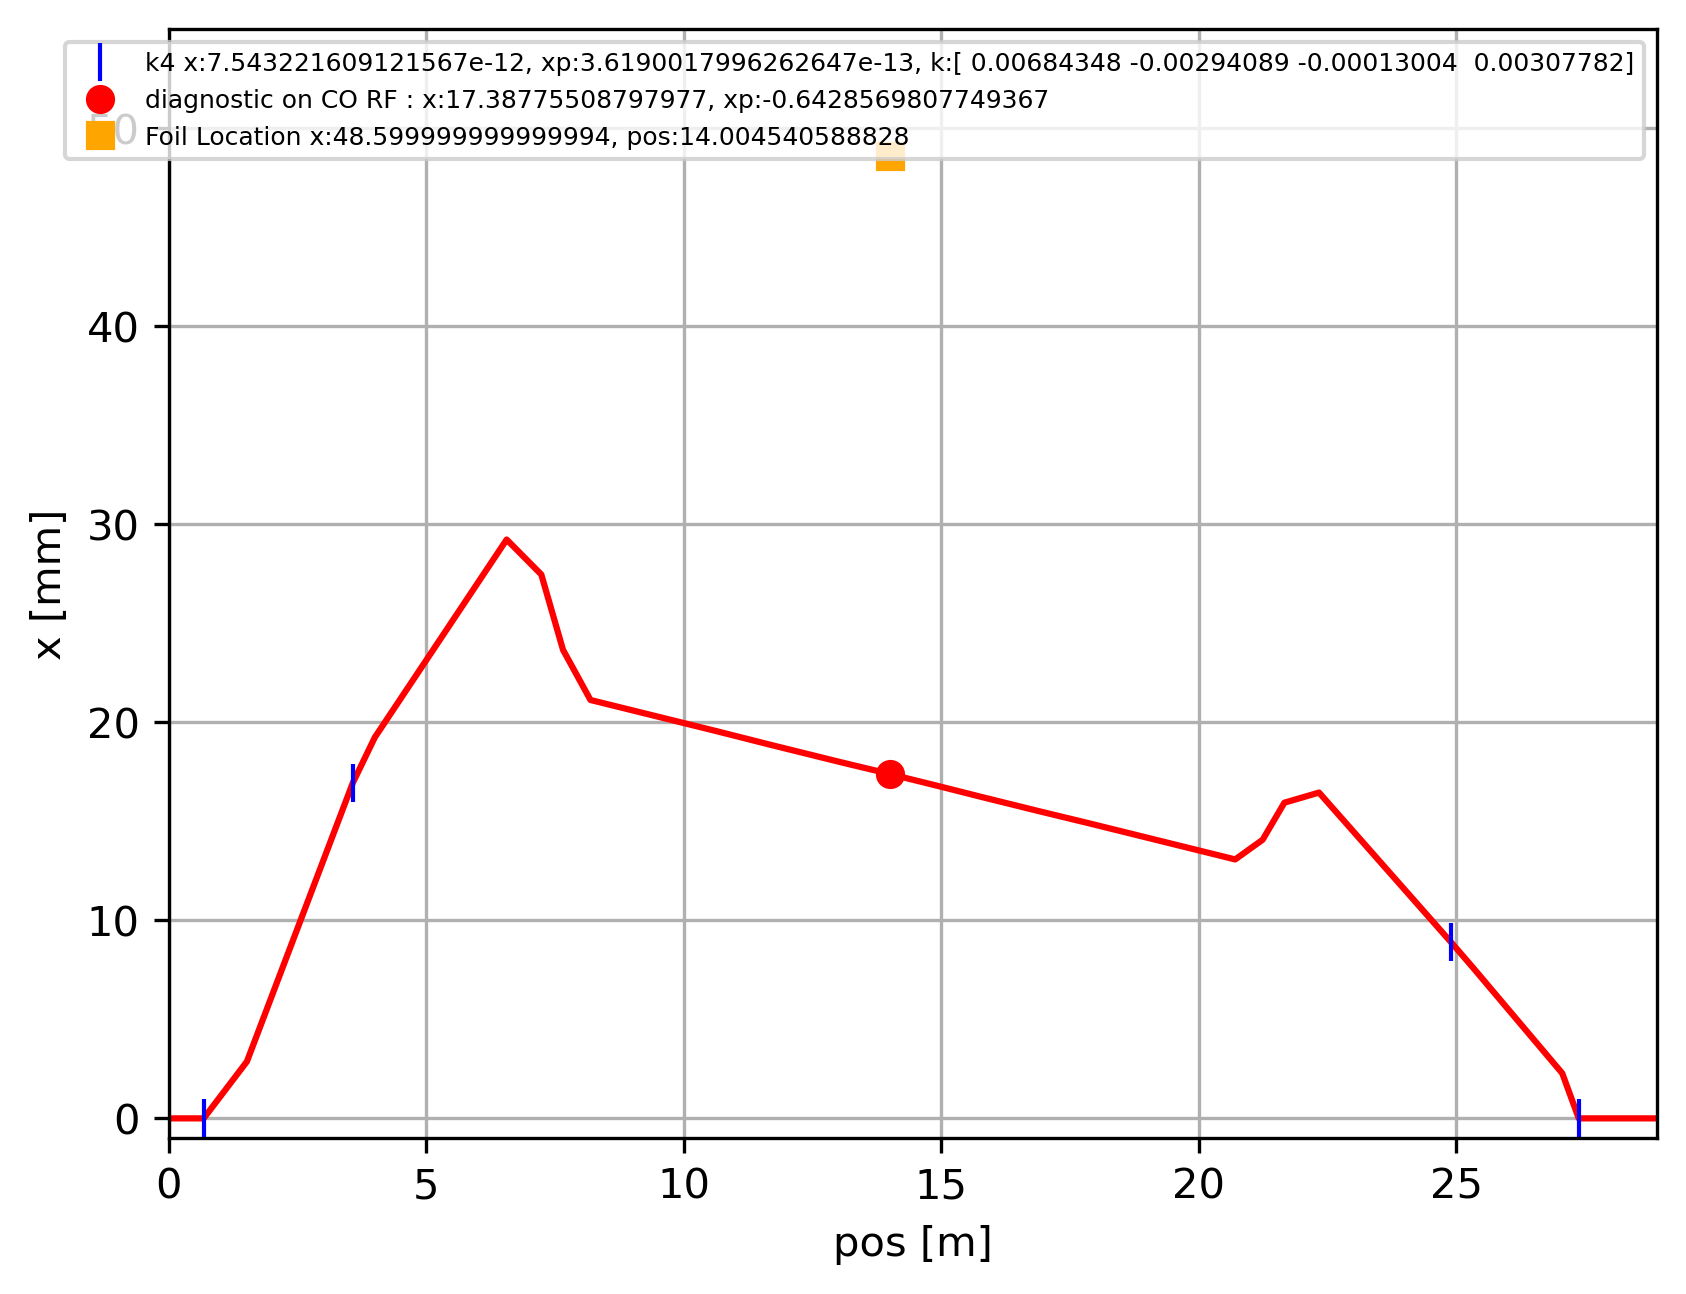 k4 x:7.543221609121567e-12, xp:3.6190017996262647e-13, k:[ 0.00684348 -0.00294089 -0.00013004  0.00307782]
diagnostic on CO RF : x:17.38775508797977, xp:-0.6428569807749367
Foil Location x:48.599999999999994, pos:14.004540588828
50
40
30
20
10
0
x [mm]
0 5 10 15 20 25
pos [m]